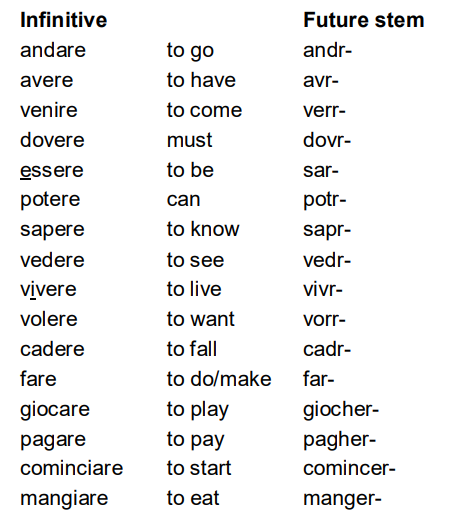 Infinitive Future stem
andare to go andr-
avere to have avr-
venire to come verr-
dovere must dovr-
essere to be sar-
potere can potr-
sapere to know sapr-
vedere to see vedr-
vivere to live vivr-
volere to want vorr-
cadere to fall cadr-
fare to do/make far-
giocare to play giocher-
pagare to pay pagher-
cominciare to start comincer-
mangiare to eat manger-